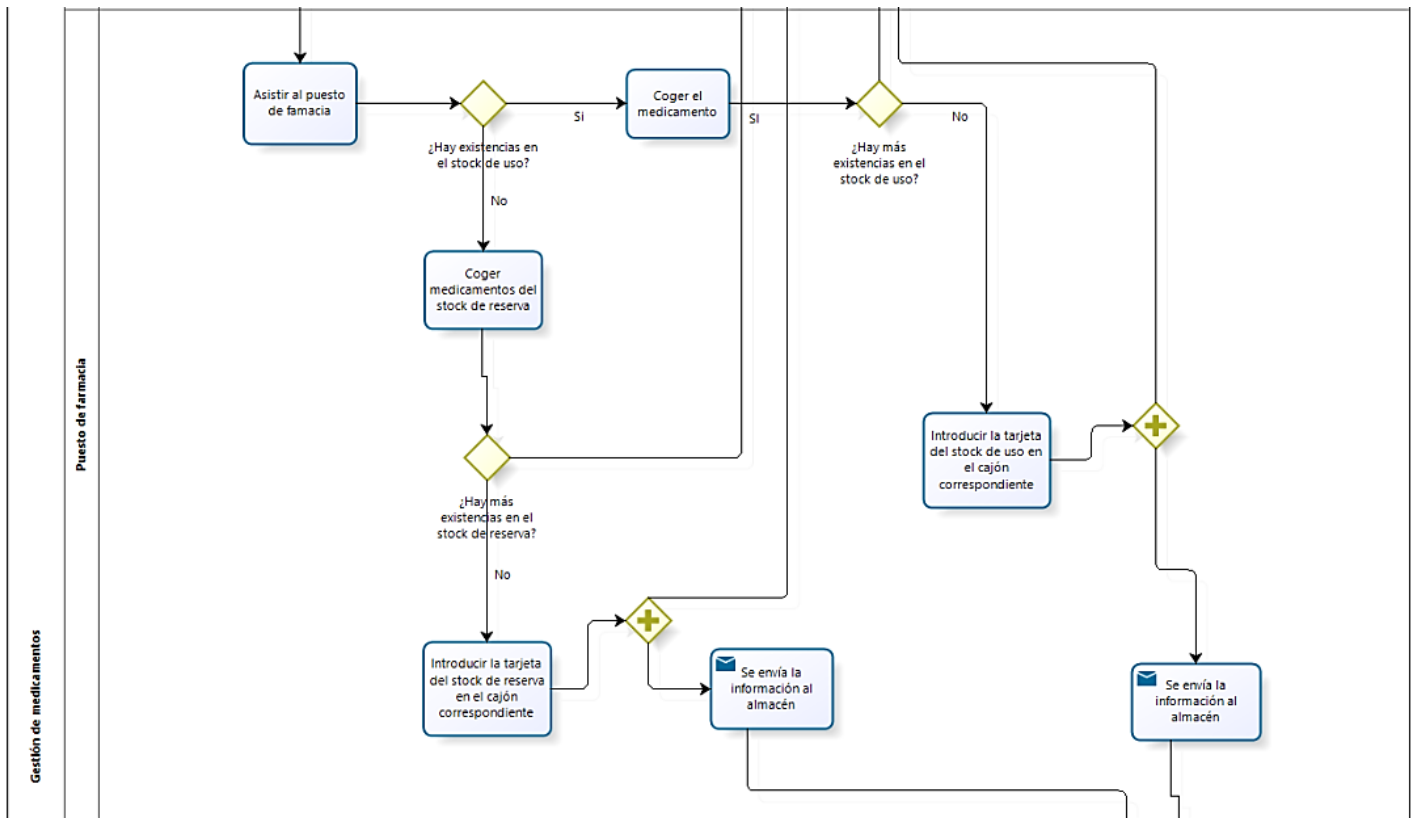 Asistir al puesto
de famacia
Si
Coger el
medicamento
SI
No
¿Hay existencias en
el stock de uso?
¿Hay más
existencias en el
stock de uso?
No
Coger
medicamentos del
stock de reserva
Puesto de farmacia
Introducir la tarjeta
del stock de uso en
el cajón
correspondiente
¿Hay más
existencias en el
stock de reserva?
No
Gestión de medicamentos
Introducir la tarjeta
del stock de reserva
en el cajón
correspondiente
Se envía la
información al
almacén
Se envía la
información al
almacén